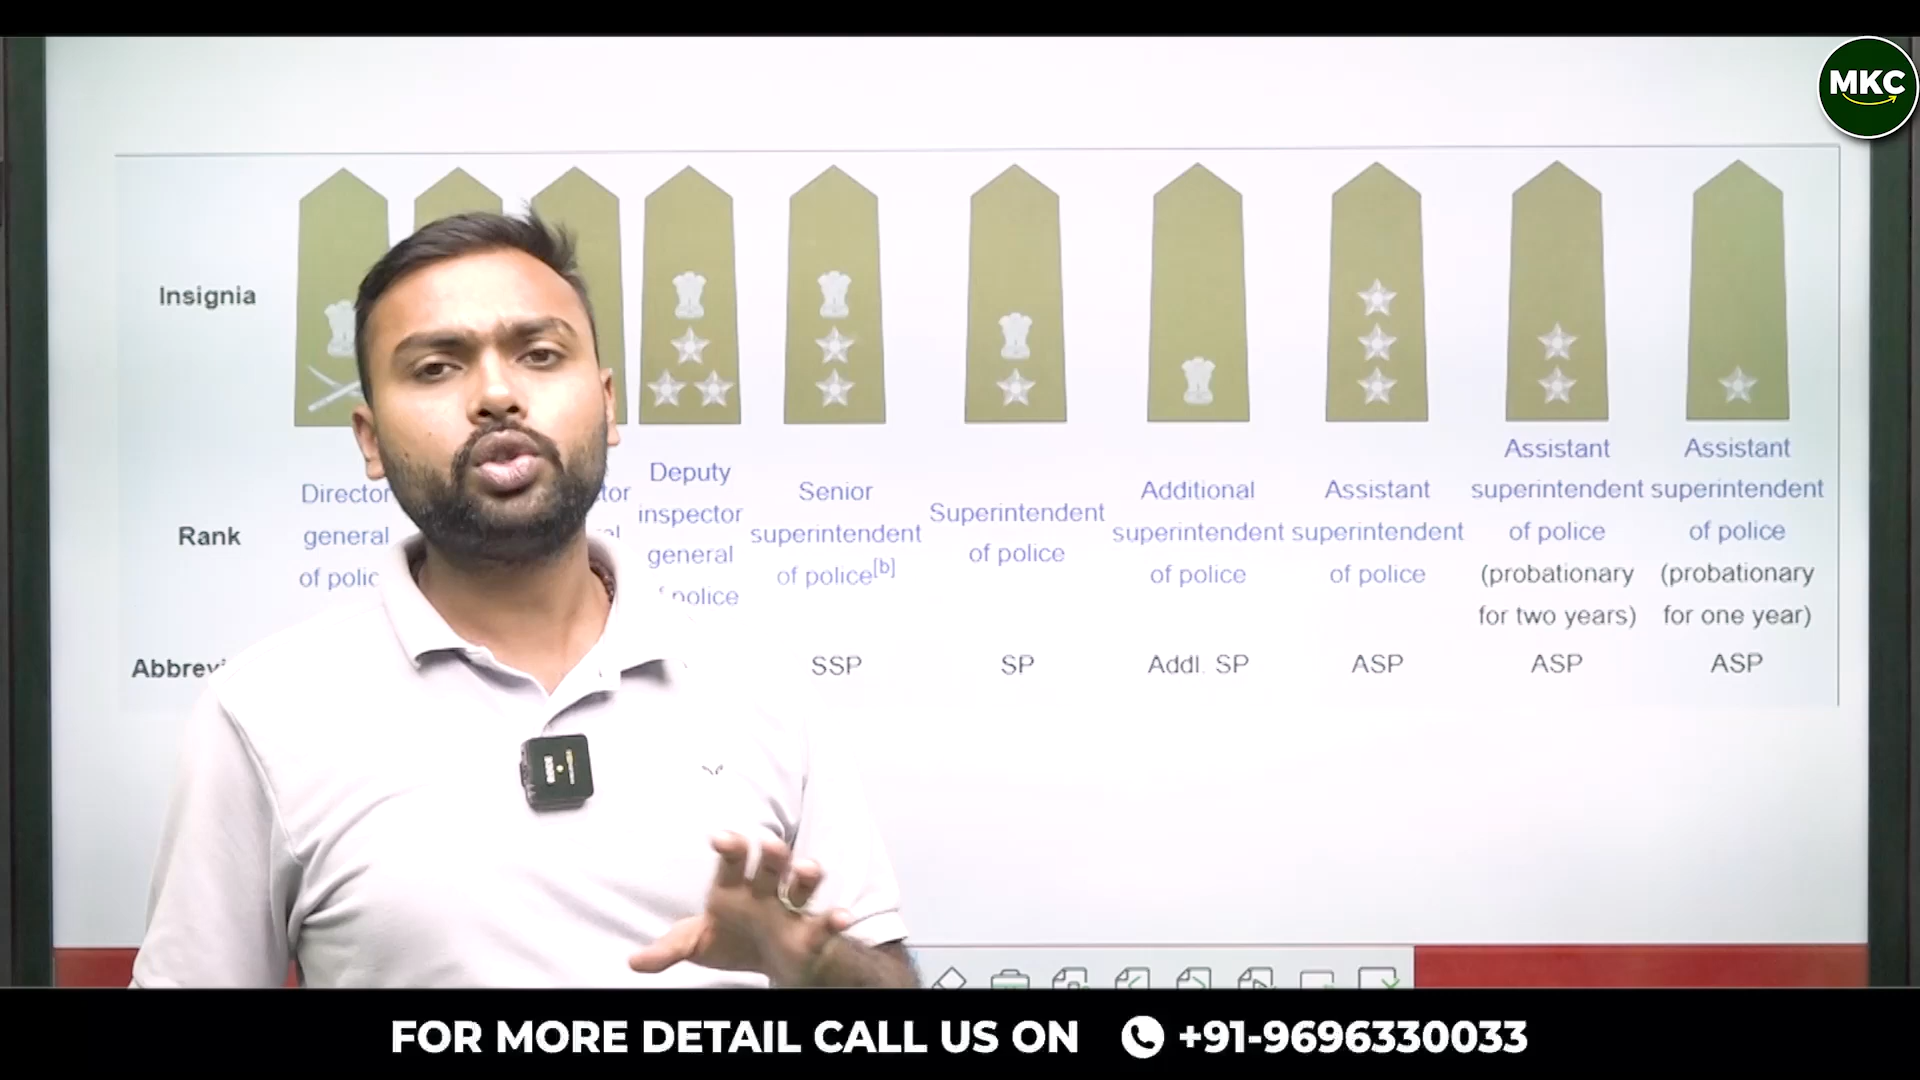 MKC
Insignia
Rank
Director
general
of polic
tor
Deputy
inspector
general
police
Senior
superintendent
of police[b]
Superintendent
of police
Additional
superintendent
of police
Assistant
superintendent
of police
Assistant
superintendent
of police
(probationary
for two years)
Assistant
superintendent
of police
(probationary
for one year)
Abbrev
SSP
SP
Addl. SP
ASP
ASP
ASP
FOR MORE DETAIL CALL US ON +91-9696330033